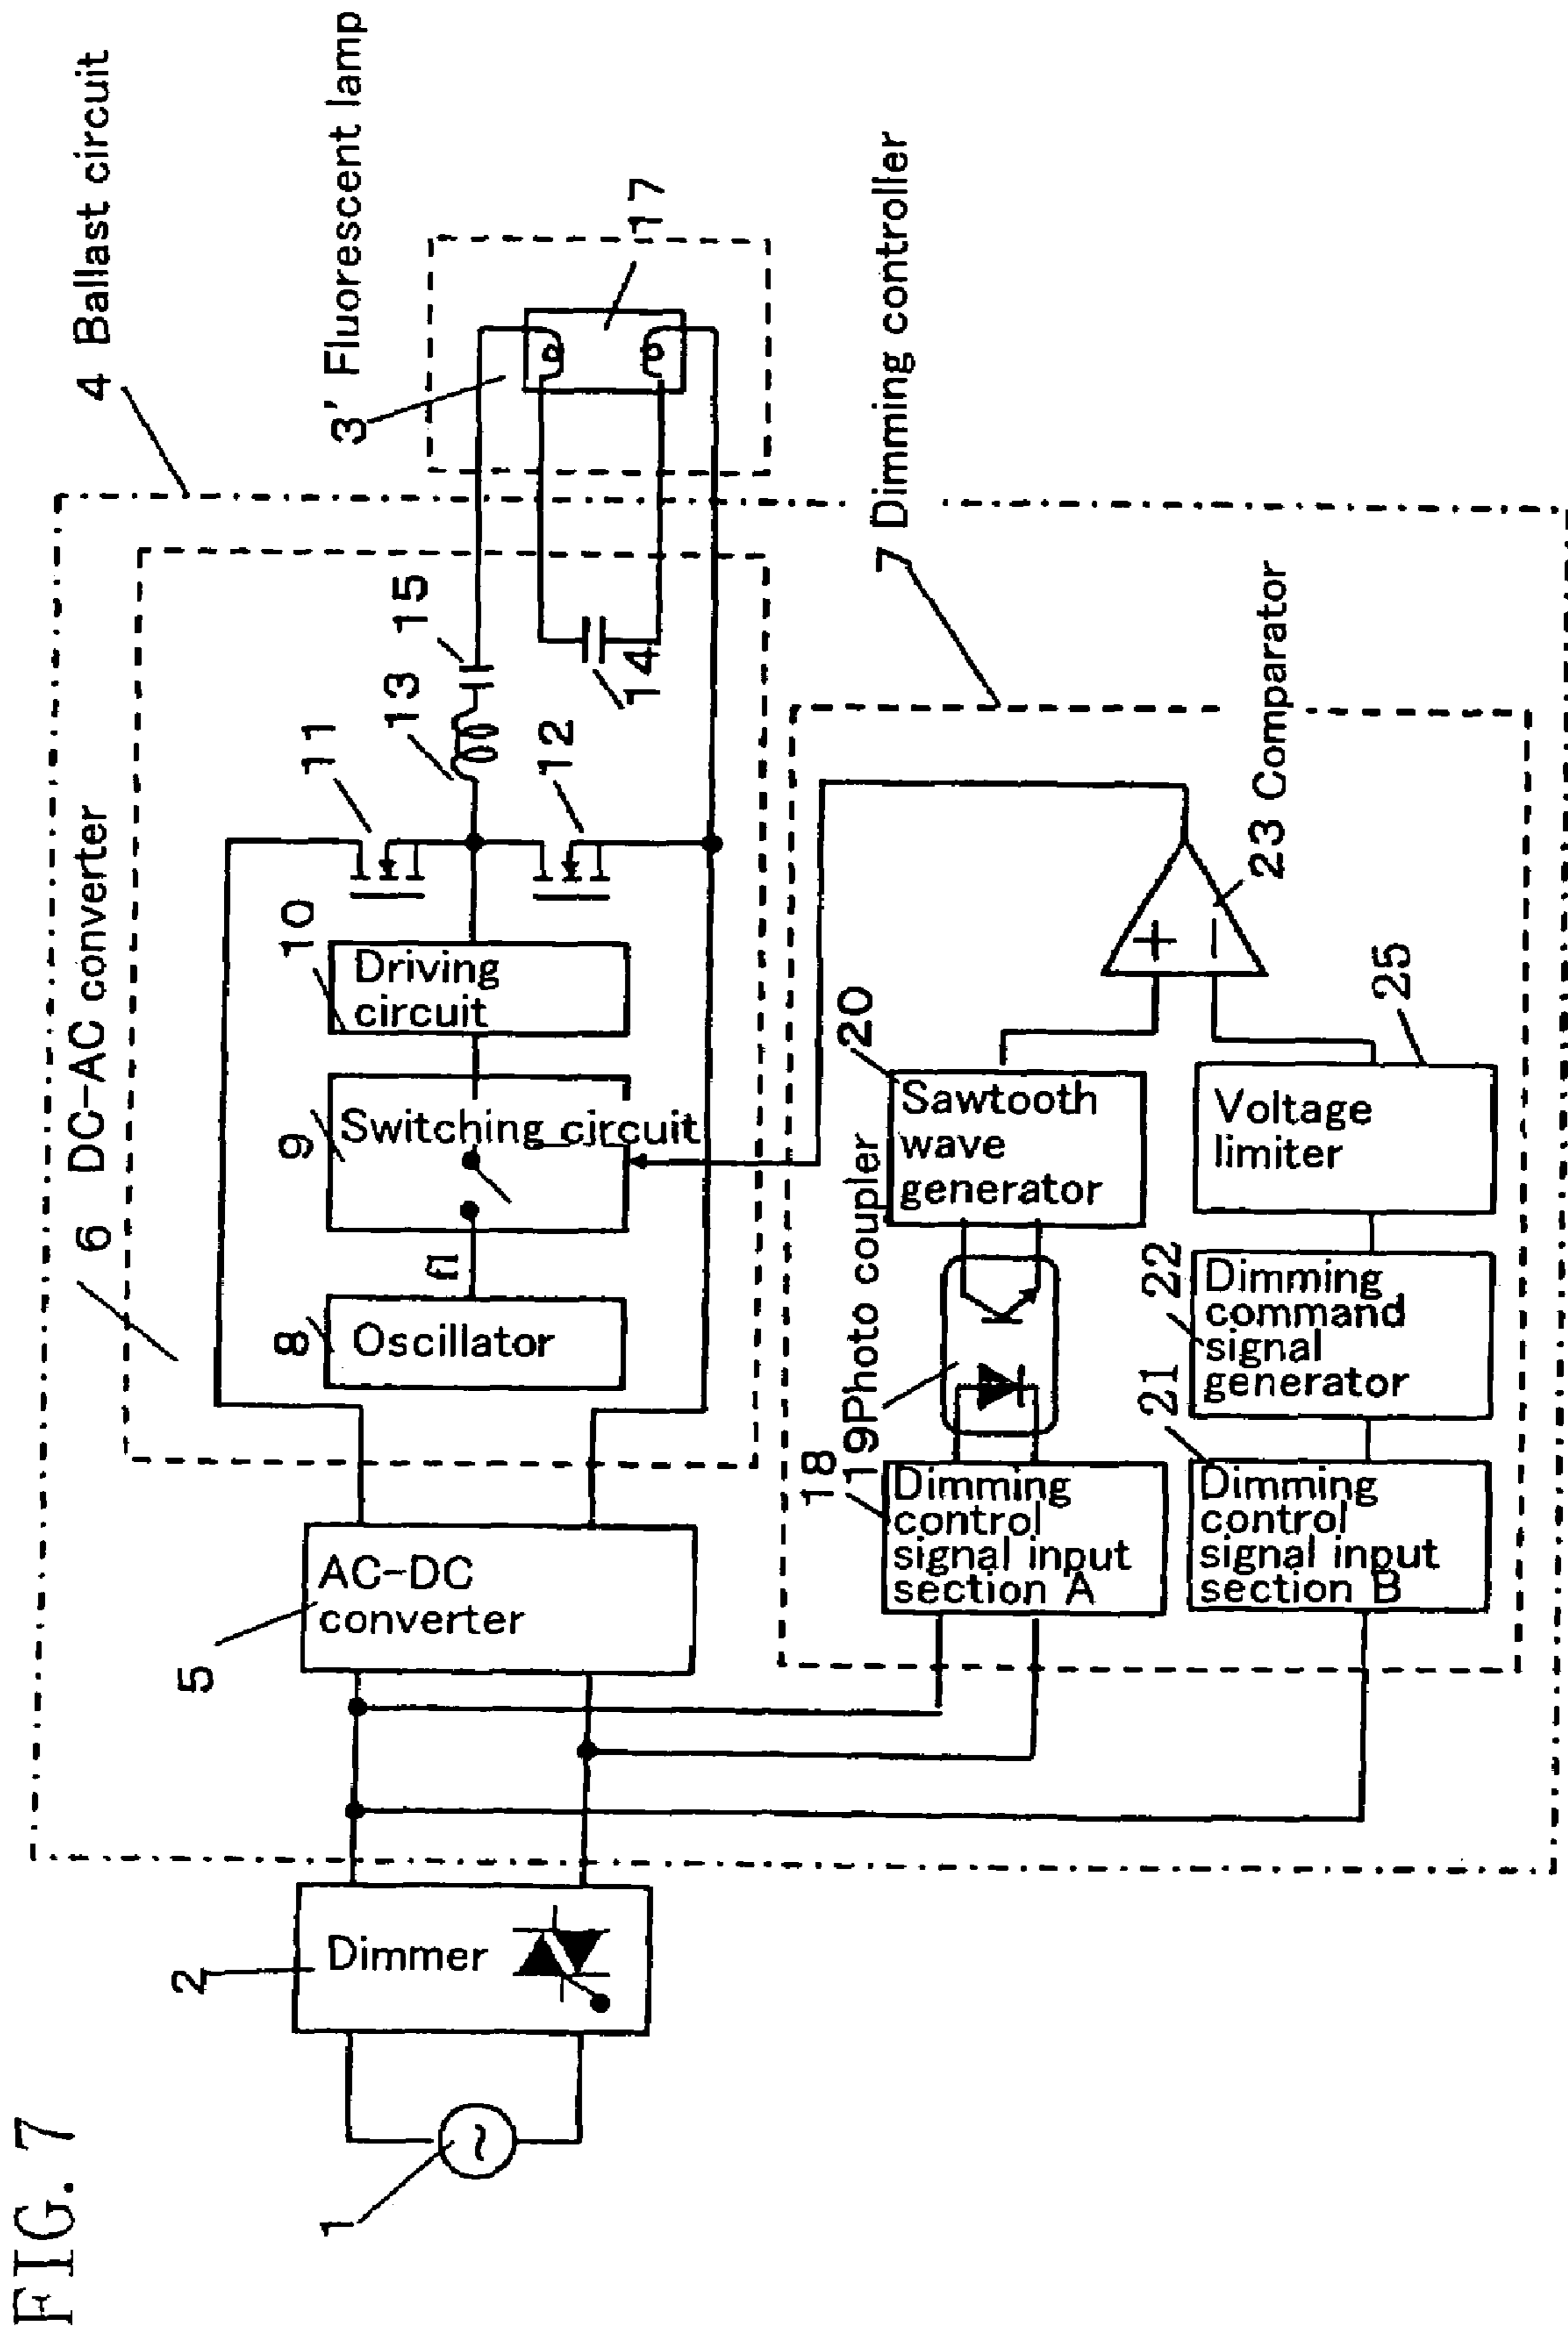 FIG. 7
4 Ballast circuit
6 DC-AC converter
3' Fluorescent lamp
17
11
13
15
10
Driving
circuit
9
Switching circuit
f1
8
Oscillator
12
14
5
AC-DC
converter
2
Dimmer
1
~
7 Dimming controller
20
Sawtooth
wave
generator
19Photo coupler
18
Dimming
control
signal input
section A
+
−
23 Comparator
25
Voltage
limiter
22
Dimming
command
signal
generator
21
Dimming
control
signal input
section B